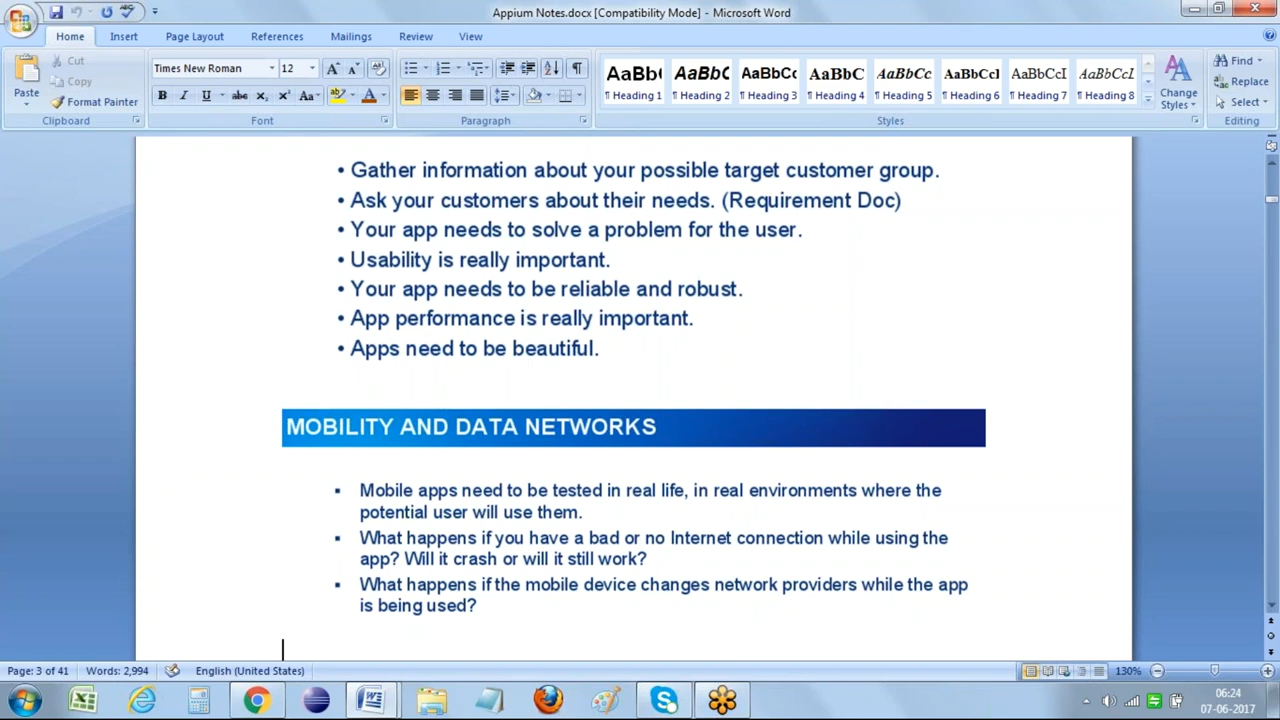 Appium Notes.docx [Compatibility Mode] - Microsoft Word
Home Insert Page Layout References Mailings Review View
Paste
Cut
Copy
Format Painter
Clipboard
Times New Roman 12
B I U abc x₂ x² Aa A
Font
Paragraph
AaBbC AaBbC AaBbCc AaBbC AaBbCc AaBbCcI AaBbCcI AaBbCcI
¶ Heading 1 ¶ Heading 2 ¶ Heading 3 ¶ Heading 4 ¶ Heading 5 ¶ Heading 6 ¶ Heading 7 ¶ Heading 8
Styles
Change
Styles
Find
Replace
Select
Editing
• Gather information about your possible target customer group.
• Ask your customers about their needs. (Requirement Doc)
• Your app needs to solve a problem for the user.
• Usability is really important.
• Your app needs to be reliable and robust.
• App performance is really important.
• Apps need to be beautiful.
MOBILITY AND DATA NETWORKS
▪ Mobile apps need to be tested in real life, in real environments where the
potential user will use them.
▪ What happens if you have a bad or no Internet connection while using the
app? Will it crash or will it still work?
▪ What happens if the mobile device changes network providers while the app
is being used?
Page: 3 of 41 Words: 2,994 English (United States) 130%
06:24
07-06-2017